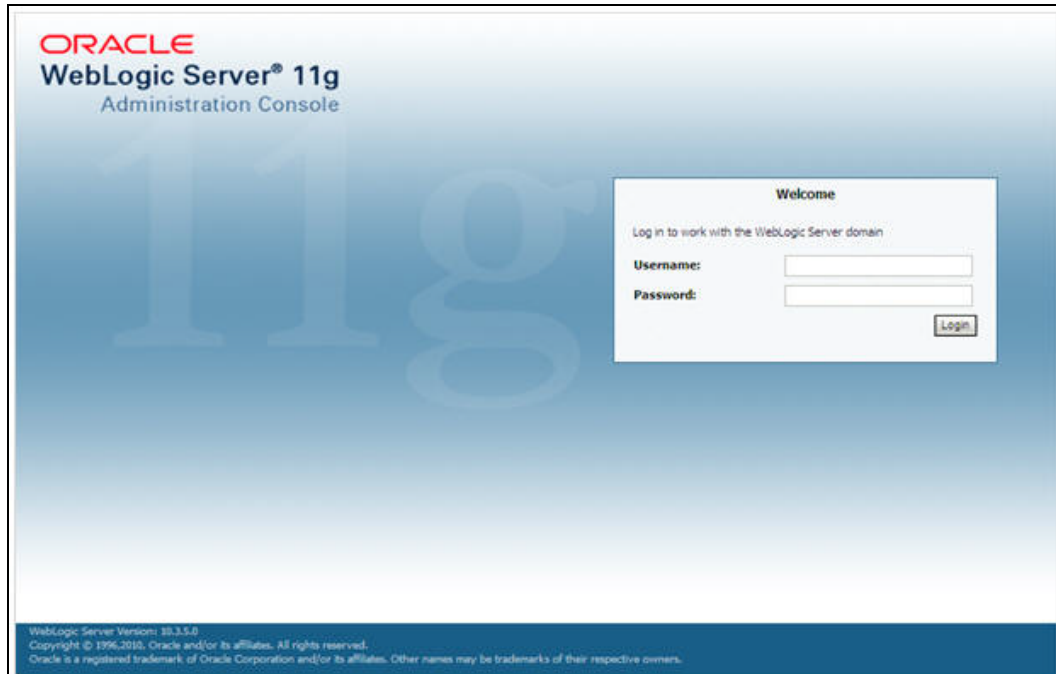 ORACLE
WebLogic Server® 11g
Administration Console
11g
Welcome
Log in to work with the WebLogic Server domain
Username:
Password:
Login
WebLogic Server Version: 10.3.5.0
Copyright © 1996,2010, Oracle and/or its affiliates. All rights reserved.
Oracle is a registered trademark of Oracle Corporation and/or its affiliates. Other names may be trademarks of their respective owners.